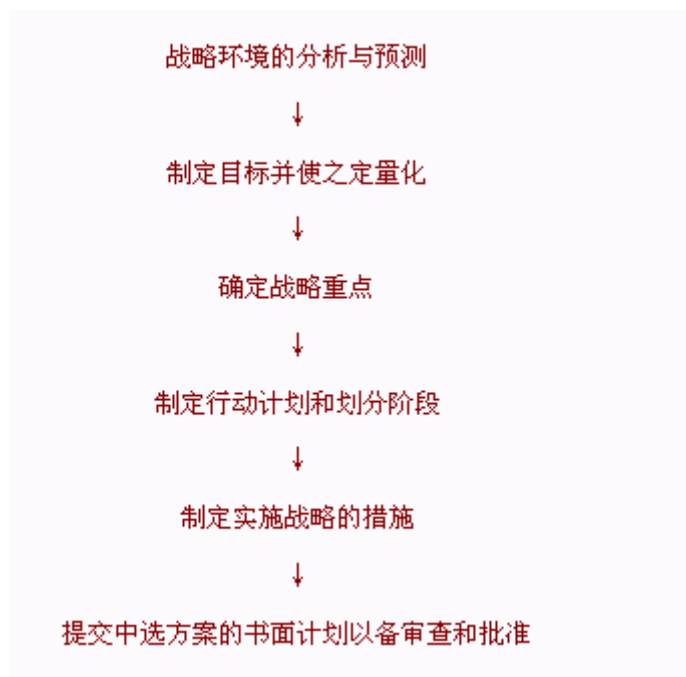 战略环境的分析与预测
↓
制定目标并使之定量化
↓
确定战略重点
↓
制定行动计划和划分阶段
↓
制定实施战略的措施
↓
提交中选方案的书面计划以备审查和批准